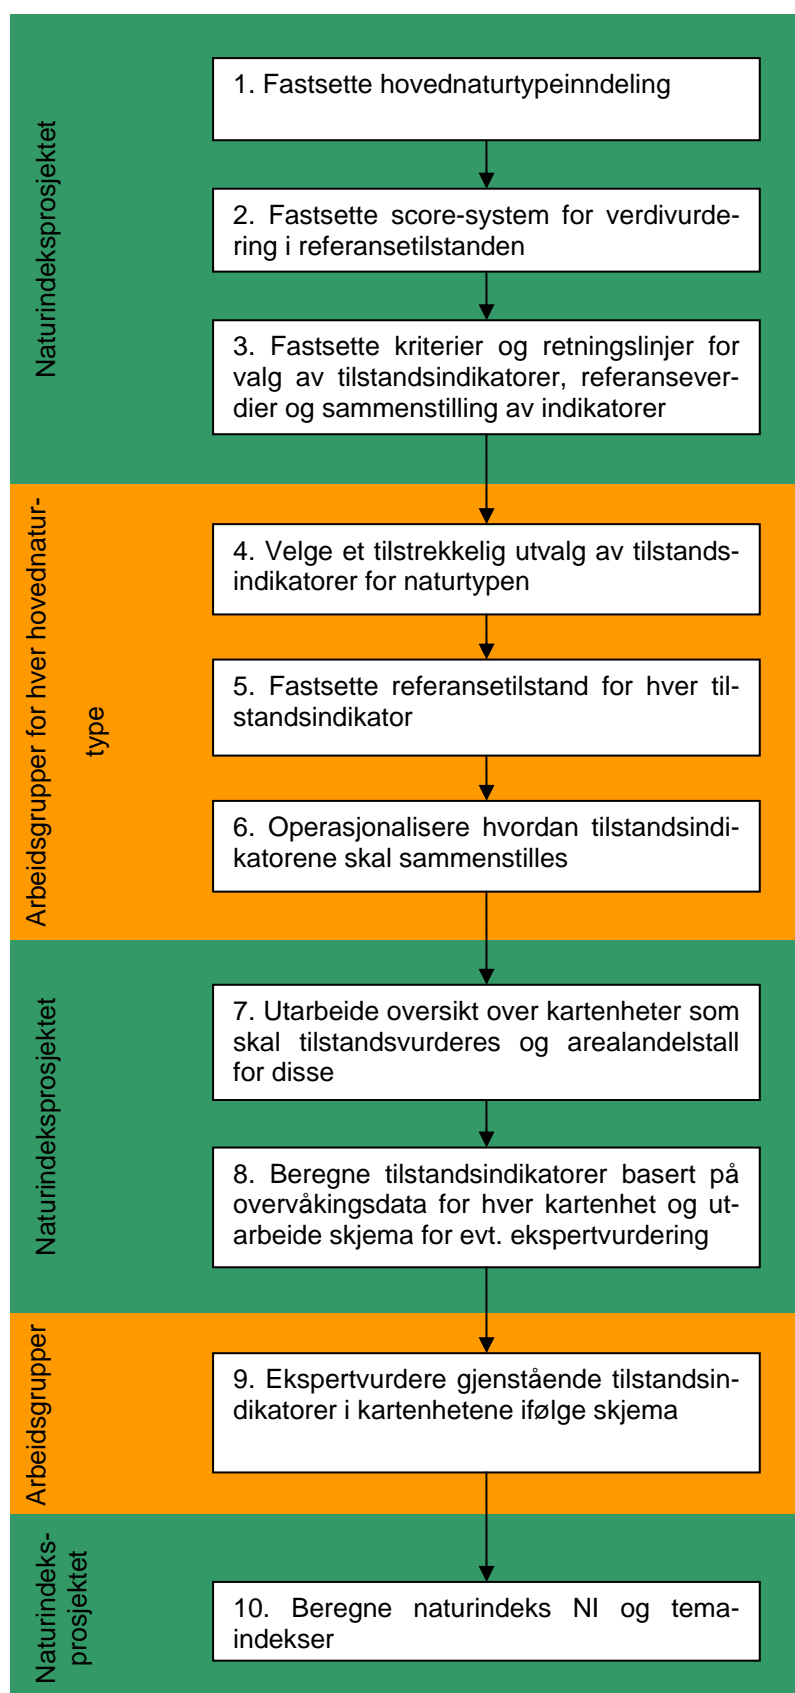 Naturindeksprosjektet
1. Fastsette hovednaturtypeinndeling
2. Fastsette score-system for verdivurde-
ring i referansetilstanden
3. Fastsette kriterier og retningslinjer for
valg av tilstandsindikatorer, referansever-
dier og sammenstilling av indikatorer
Arbeidsgrupper for hver hovednatur-
type
4. Velge et tilstrekkelig utvalg av tilstands-
indikatorer for naturtypen
5. Fastsette referansetilstand for hver til-
standsindikator
6. Operasjonalisere hvordan tilstandsindi-
katorene skal sammenstilles
Naturindeksprosjektet
7. Utarbeide oversikt over kartenheter som
skal tilstandsvurderes og arealandelstall
for disse
8. Beregne tilstandsindikatorer basert på
overvåkingsdata for hver kartenhet og ut-
arbeide skjema for evt. ekspertvurdering
Arbeidsgrupper
9. Ekspertvurdere gjenstående tilstandsin-
dikatorer i kartenhetene ifølge skjema
Naturindeks-
prosjektet
10. Beregne naturindeks NI og tema-
indekser